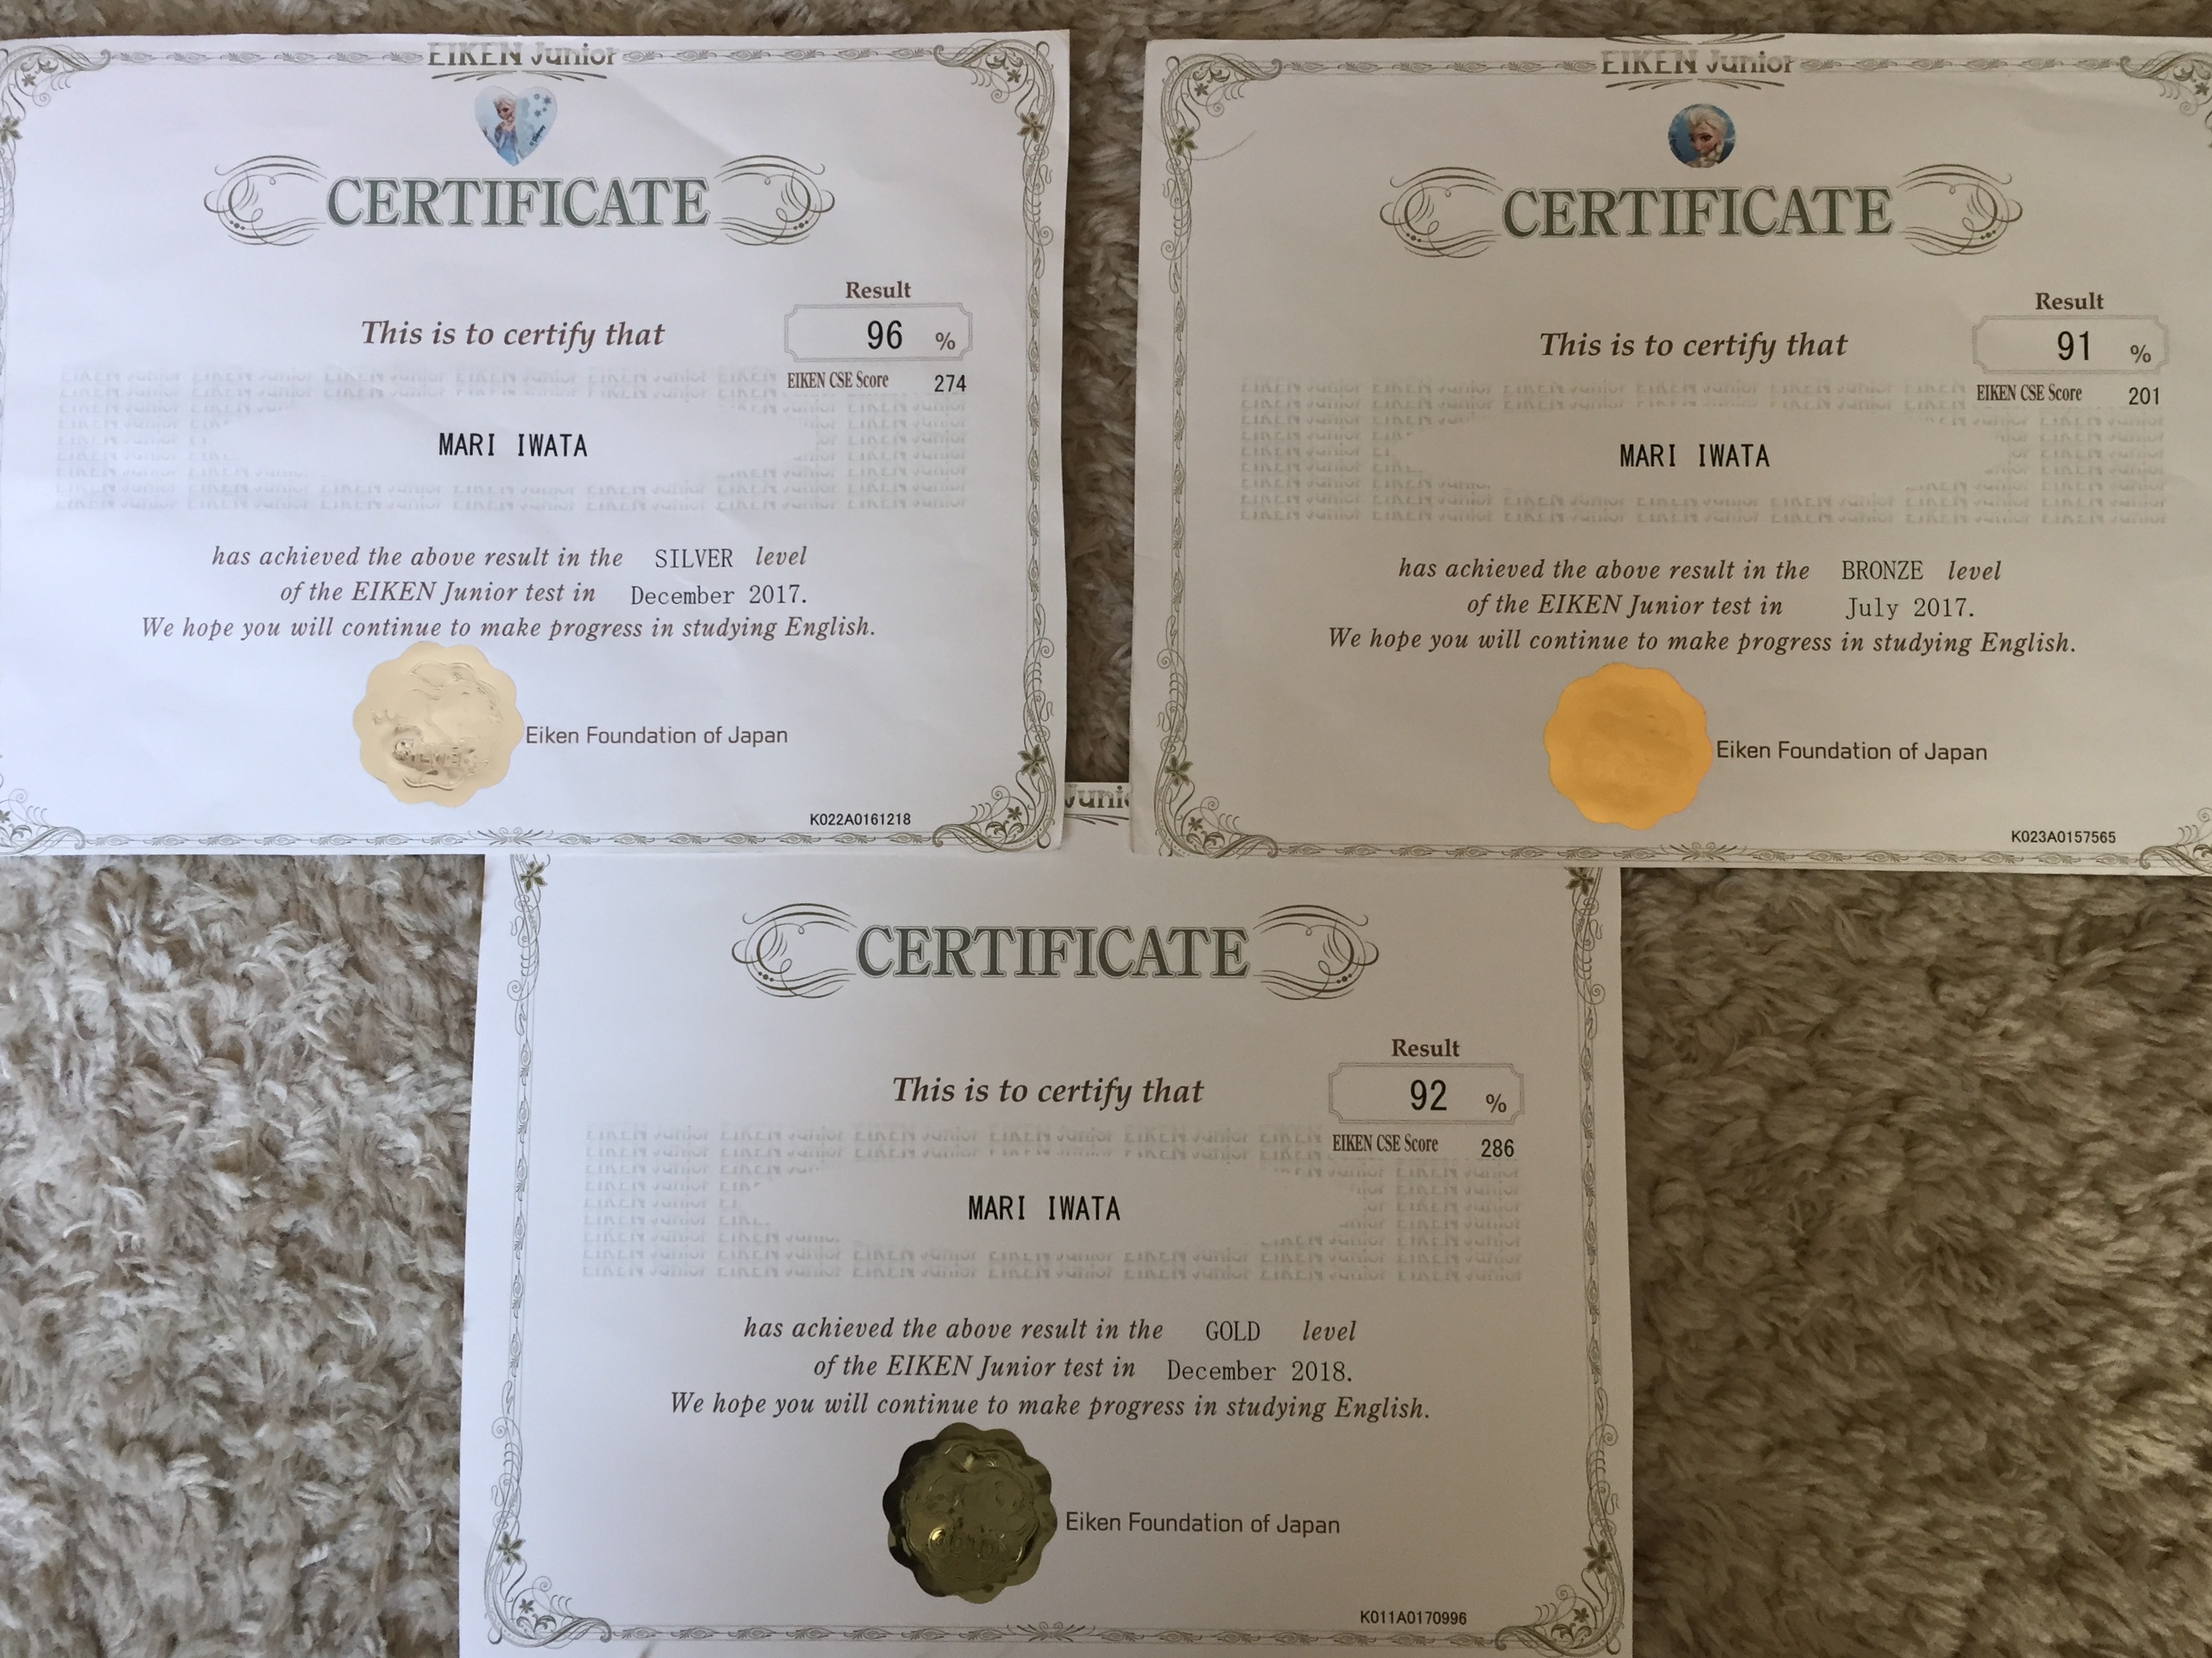 EIKEN Junior
CERTIFICATE
Result
This is to certify that
96 %
EIKEN CSE Score 274
MARI IWATA
has achieved the above result in the SILVER level
of the EIKEN Junior test in December 2017.
We hope you will continue to make progress in studying English.
Eiken Foundation of Japan
K022A0161218
EIKEN Junior
CERTIFICATE
Result
This is to certify that
91 %
EIKEN CSE Score 201
MARI IWATA
has achieved the above result in the BRONZE level
of the EIKEN Junior test in July 2017.
We hope you will continue to make progress in studying English.
Eiken Foundation of Japan
K023A0157565
CERTIFICATE
Result
This is to certify that
92 %
EIKEN CSE Score 286
MARI IWATA
has achieved the above result in the GOLD level
of the EIKEN Junior test in December 2018.
We hope you will continue to make progress in studying English.
Eiken Foundation of Japan
K011A0170996